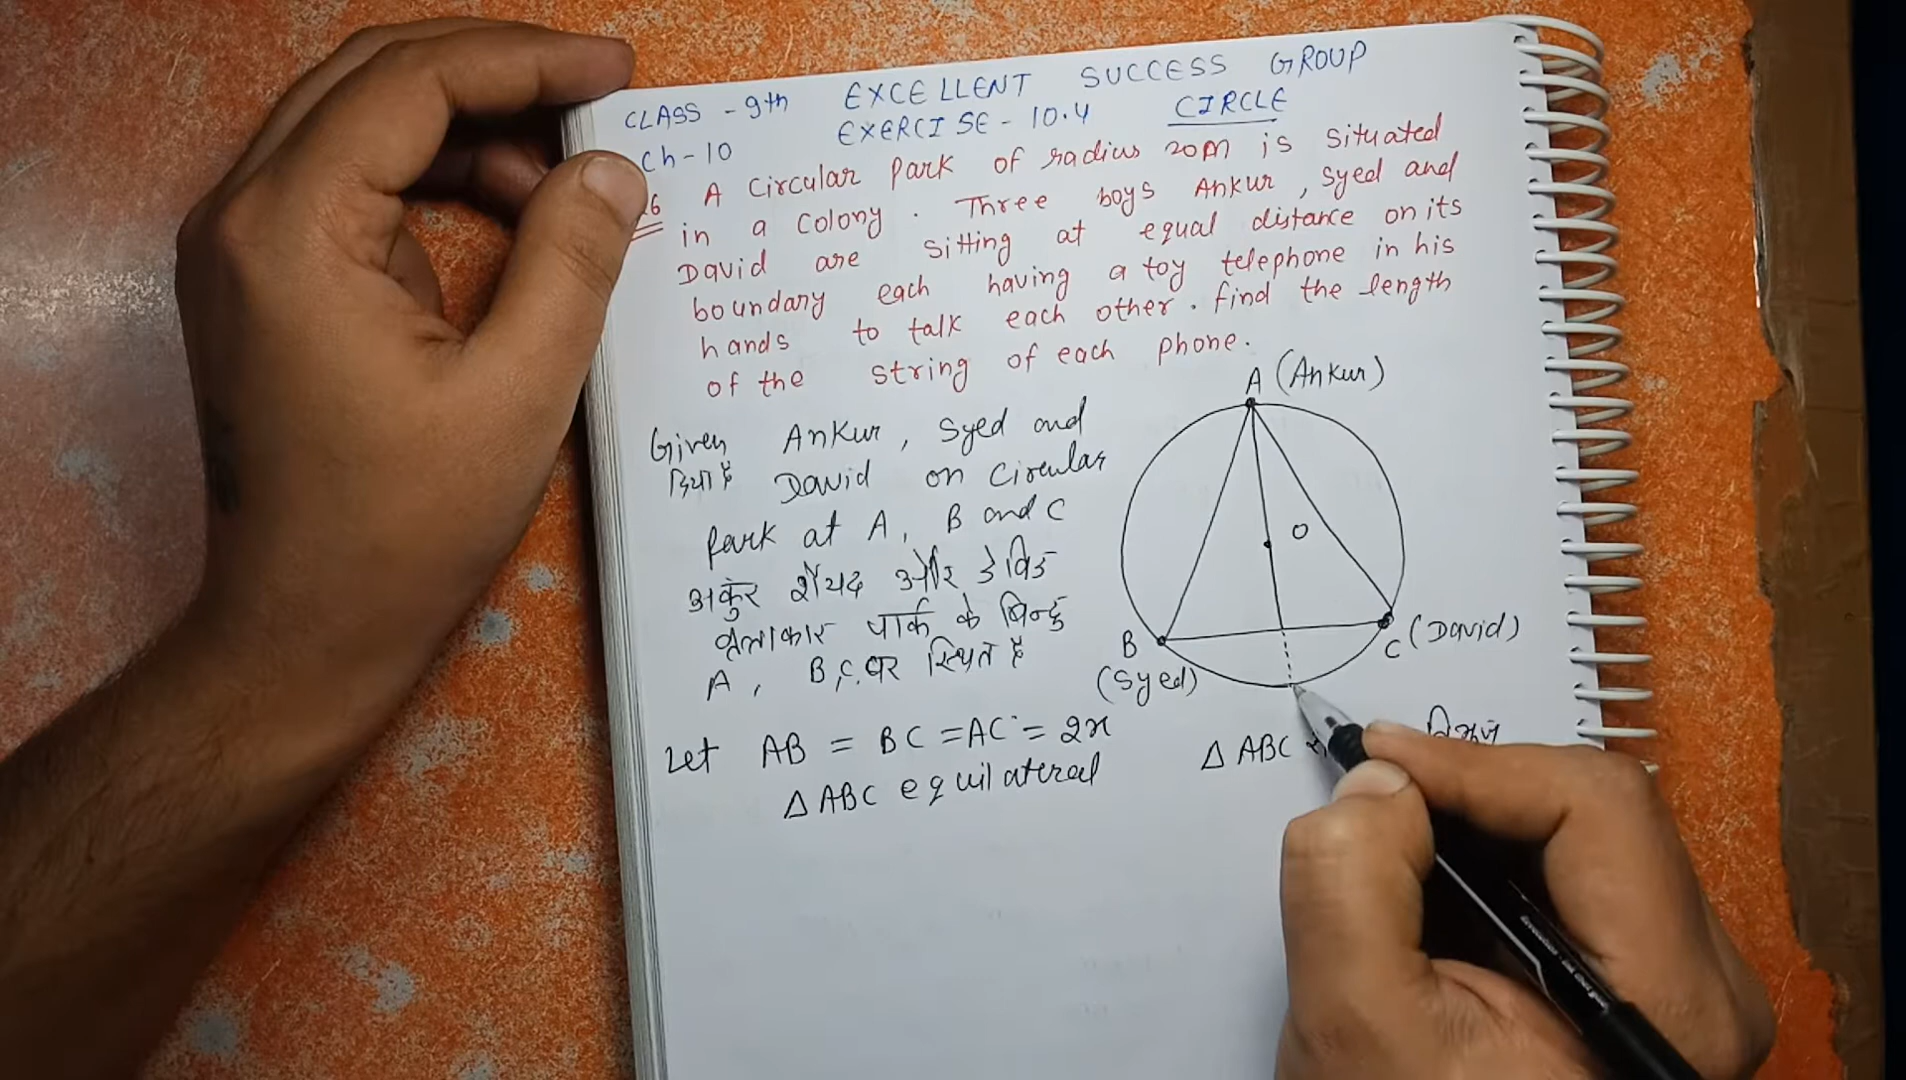 EXCELLENT SUCCESS GROUP
CLASS - 9th EXERCISE - 10.4 CIRCLE
Ch - 10
A Circular Park of radius 20m is situated
in a colony. Three boys Ankur, Syed and
David are sitting at equal distance on its
boundary each having a toy telephone in his
hands to talk each other. find the length
of the string of each phone.
A (Ankur)
Given Ankur, Syed and
दिया है David on Circular
Park at A, B and C
O
अंकुर शैयद और डेविड
वृत्ताकार पार्क के बिन्दु
A, B, C, पर स्थित हैं
B
(Syed)
C (David)
Let AB = BC = AC = 2x
Δ ABC equilateral
Δ ABC